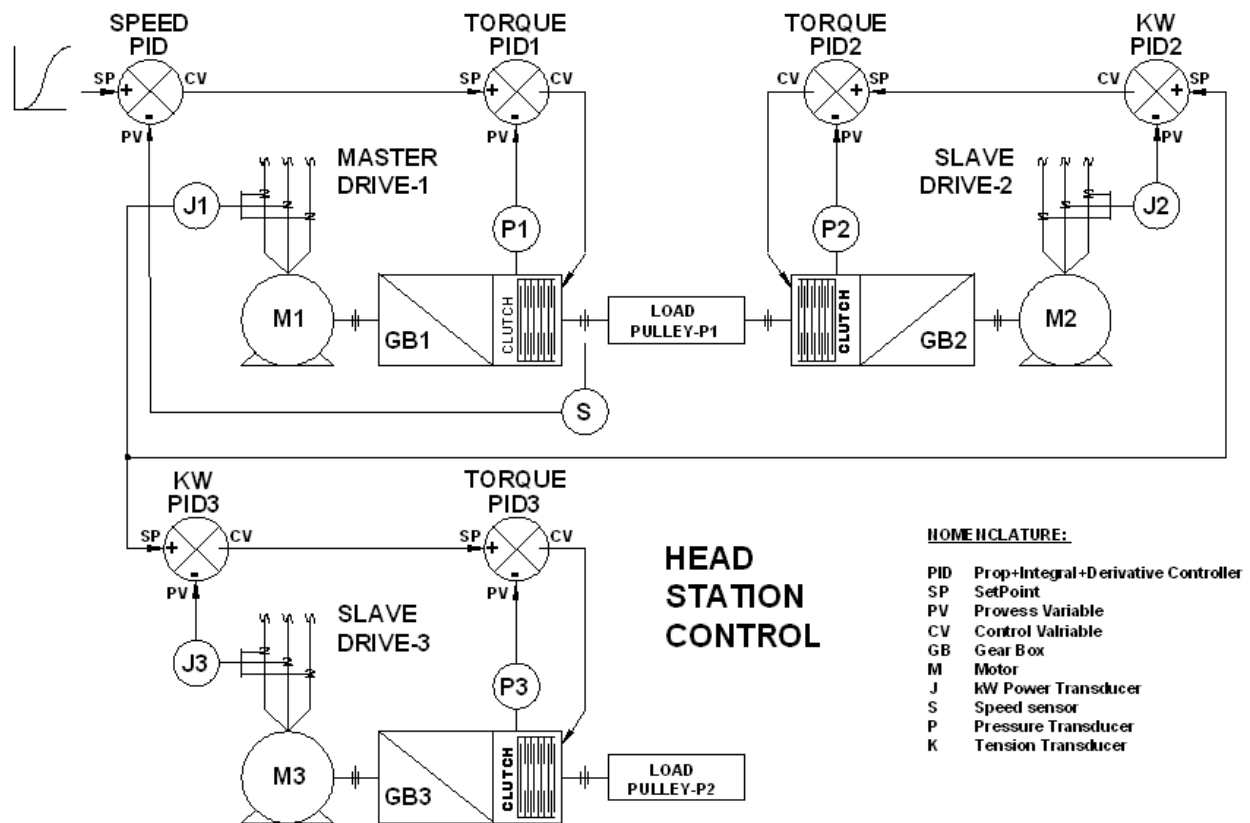 SPEED
PID
TORQUE
PID1
TORQUE
PID2
KW
PID2
SP
+
CV
-
PV
SP
+
CV
-
PV
CV
SP
+
-
PV
CV
SP
+
-
PV
MASTER
DRIVE-1
SLAVE
DRIVE-2
J1
P1
P2
J2
M1
GB1
CLUTCH
LOAD
PULLEY-P1
CLUTCH
GB2
M2
S
KW
PID3
TORQUE
PID3
SP
+
CV
-
PV
SP
+
CV
-
PV
SLAVE
DRIVE-3
J3
P3
M3
GB3
CLUTCH
LOAD
PULLEY-P2
HEAD
STATION
CONTROL
NOMENCLATURE:
PID Prop+Integral+Derivative Controller
SP SetPoint
PV Provess Variable
CV Control Valriable
GB Gear Box
M Motor
J kW Power Transducer
S Speed sensor
P Pressure Transducer
K Tension Transducer